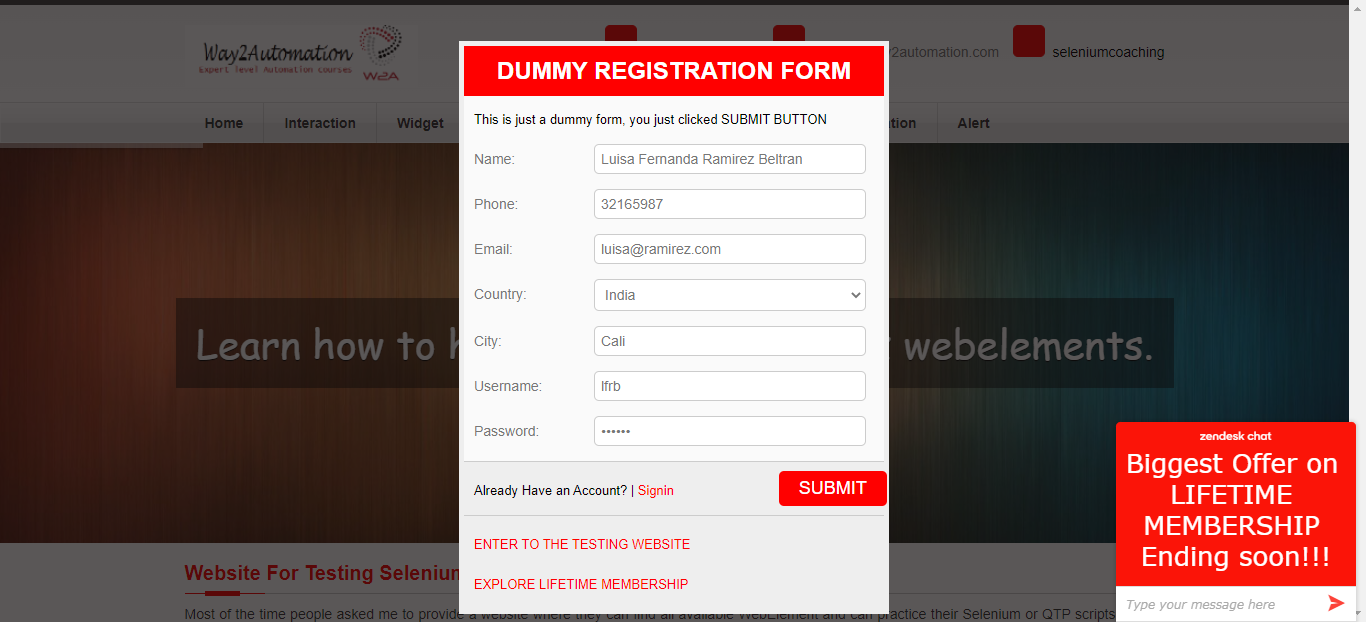 Way2Automation
Expert level Automation courses
W2A
2automation.com
seleniumcoaching
Home
Interaction
Widget
Alert
DUMMY REGISTRATION FORM
This is just a dummy form, you just clicked SUBMIT BUTTON
Name:
Luisa Fernanda Ramirez Beltran
Phone:
32165987
Email:
luisa@ramirez.com
Country:
India
City:
Cali
Username:
lfrb
Password:
••••••
Already Have an Account? | Signin
SUBMIT
ENTER TO THE TESTING WEBSITE
EXPLORE LIFETIME MEMBERSHIP
Learn how to
webelements.
zendesk chat
Biggest Offer on
LIFETIME
MEMBERSHIP
Ending soon!!!
Type your message here
Website For Testing Selenium
Most of the time people asked me to provide a website where they can find all available WebElement and can practice their Selenium or QTP scripts